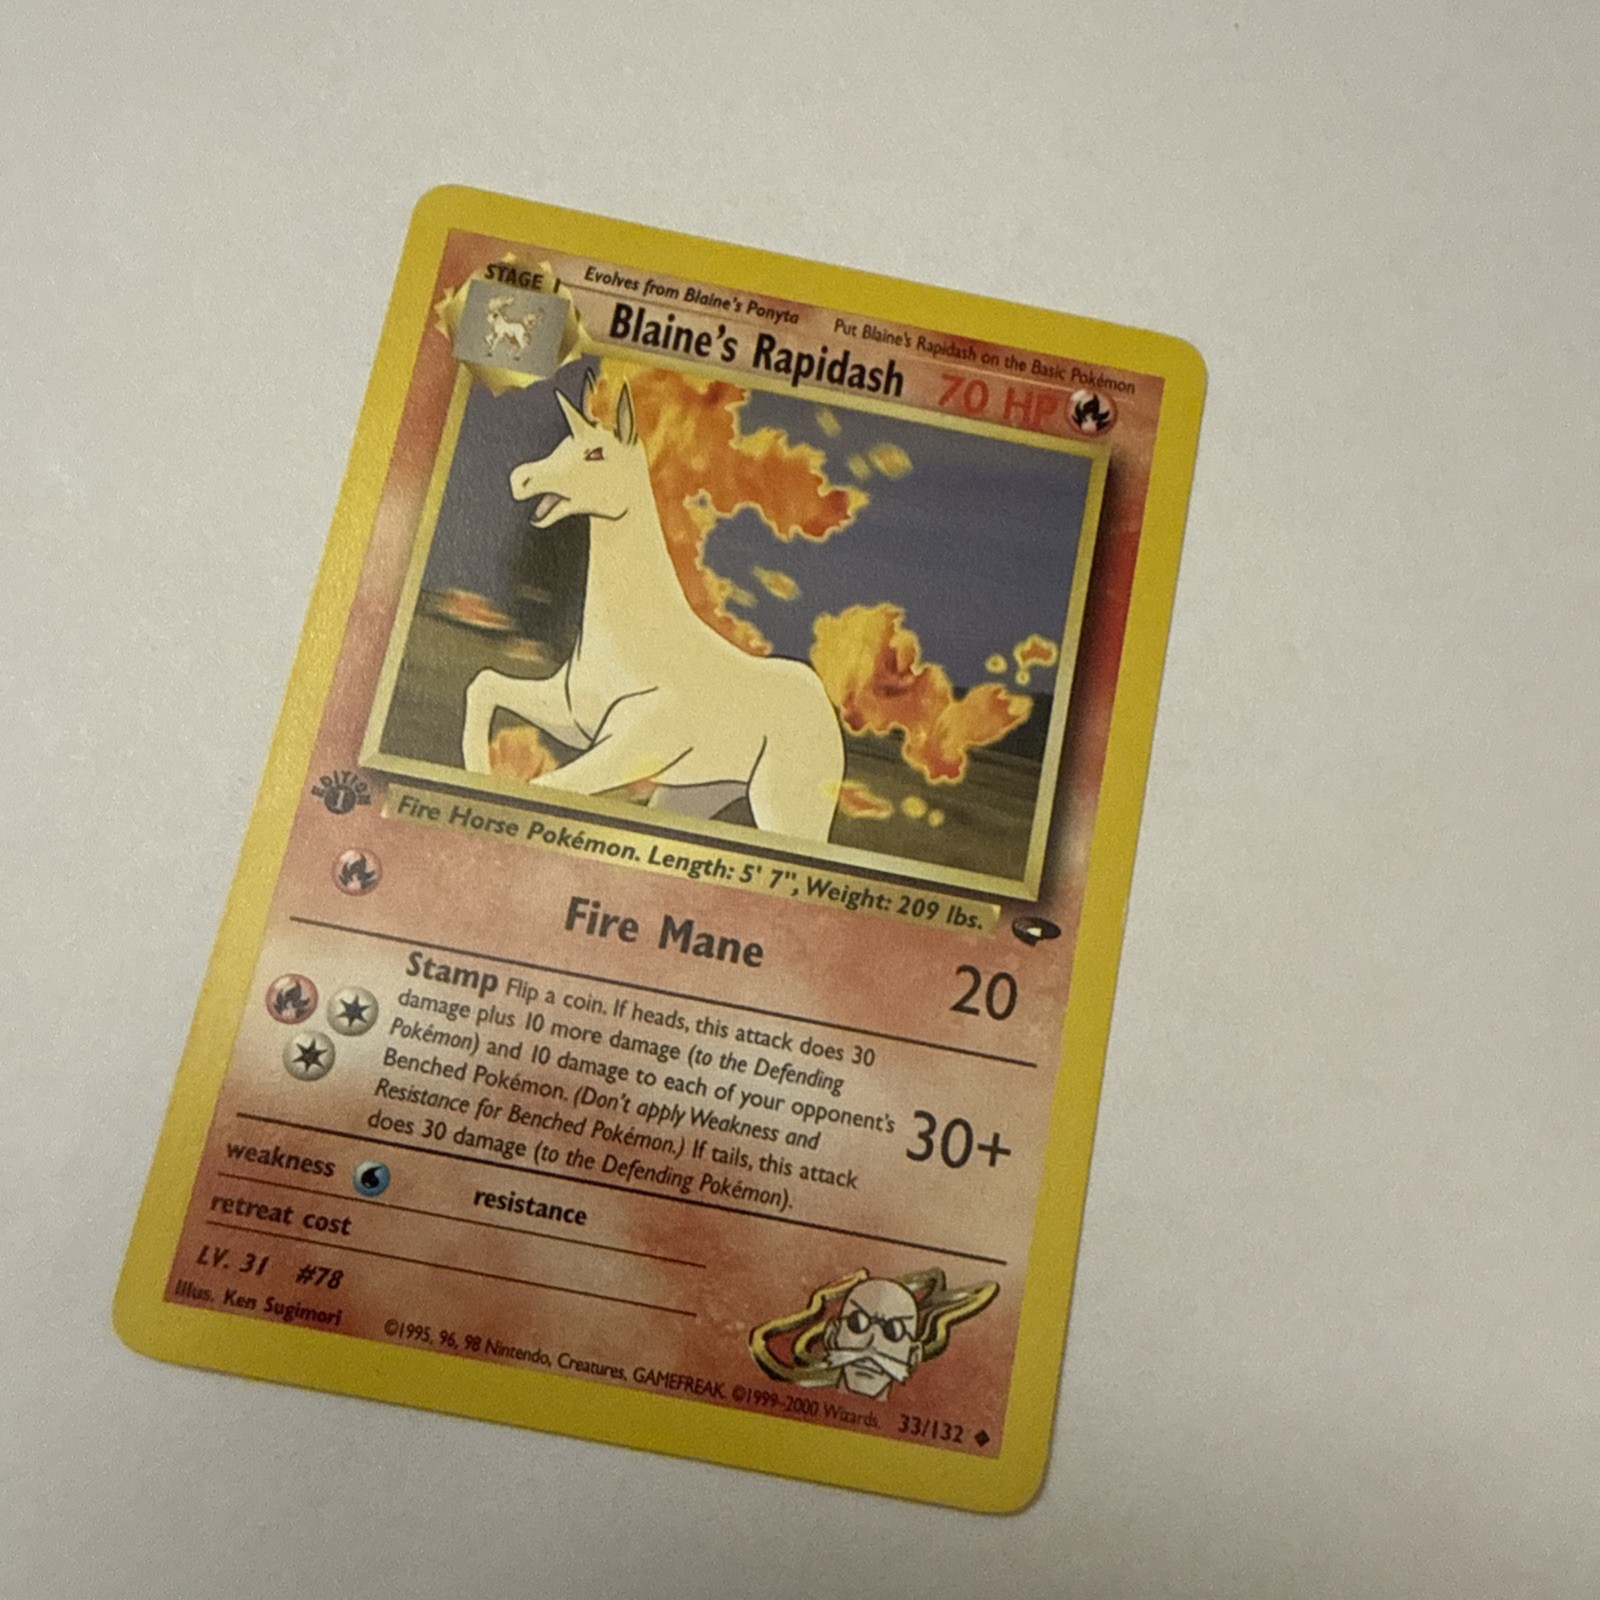 STAGE 1
Evolves from Blaine's Ponyta
Put Blaine's Rapidash on the Basic Pokémon
Blaine's Rapidash
70 HP
EDITION
1
Fire Horse Pokémon. Length: 5' 7", Weight: 209 lbs.
Fire Mane
20
Stamp Flip a coin. If heads, this attack does 30
damage plus 10 more damage (to the Defending
Pokémon) and 10 damage to each of your opponent's
Benched Pokémon. (Don't apply Weakness and
Resistance for Benched Pokémon.) If tails, this attack
does 30 damage (to the Defending Pokémon).
30+
weakness
resistance
retreat cost
LV. 31 #78
Illus. Ken Sugimori
©1995, 96, 98 Nintendo, Creatures, GAMEFREAK. ©1999-2000 Wizards.
33/132